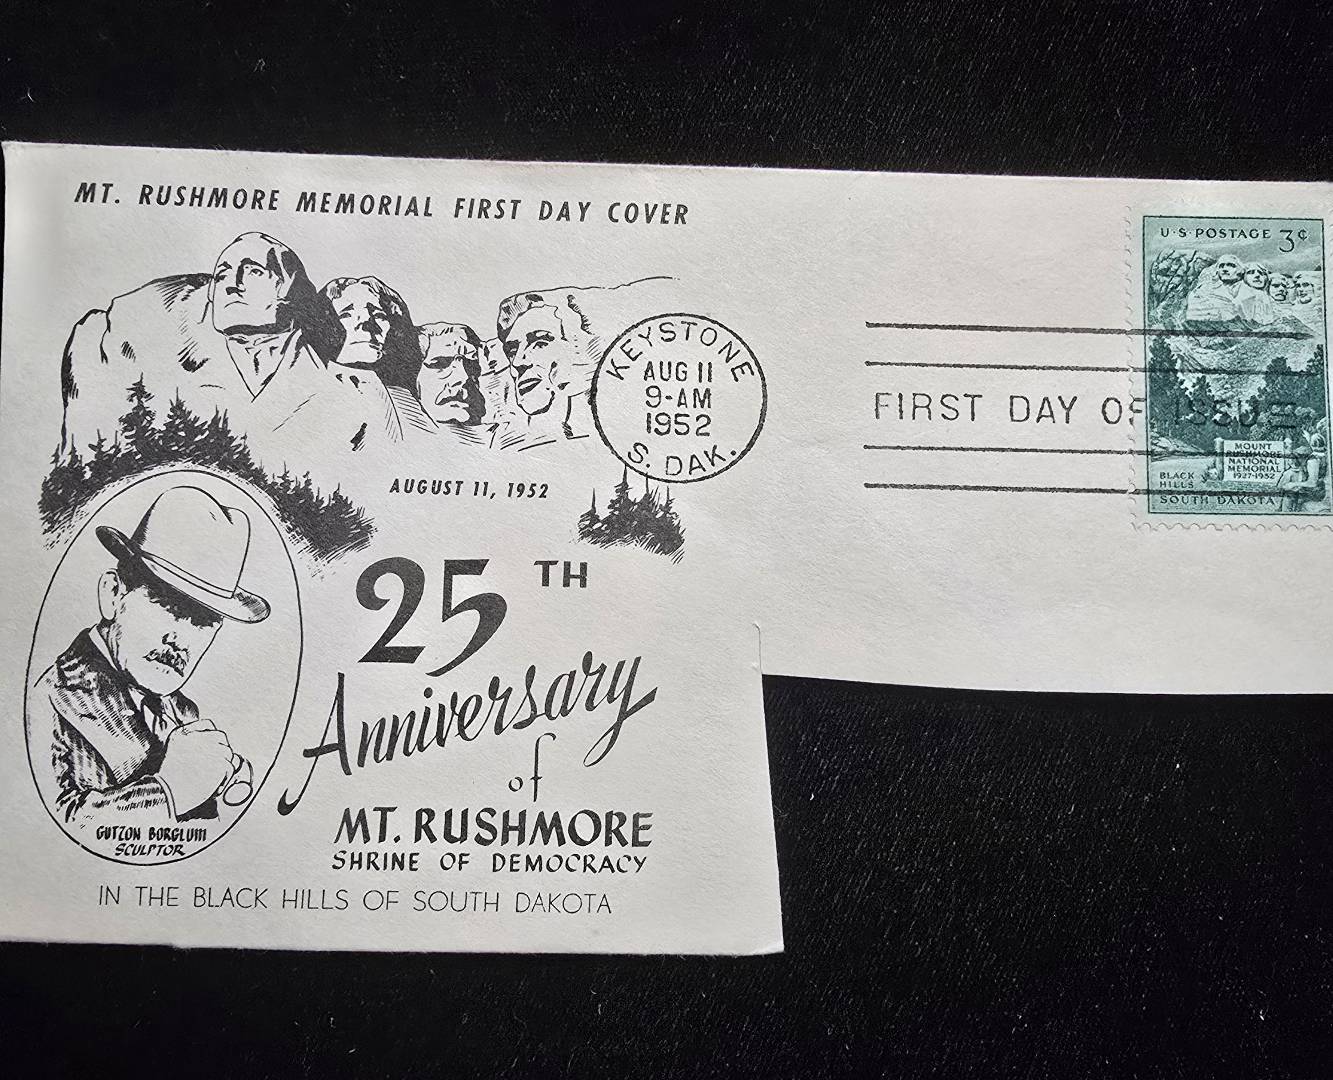 MT. RUSHMORE MEMORIAL FIRST DAY COVER
U·S·POSTAGE 3¢
KEYSTONE
AUG 11
9-AM
1952
S. DAK.
FIRST DAY OF ISSUE
MOUNT
RUSHMORE
NATIONAL
MEMORIAL
1927-1952
BLACK
HILLS
SOUTH DAKOTA
AUGUST 11, 1952
25TH
Anniversary
of
MT. RUSHMORE
SHRINE OF DEMOCRACY
GUTZON BORGLUM
SCULPTOR
IN THE BLACK HILLS OF SOUTH DAKOTA